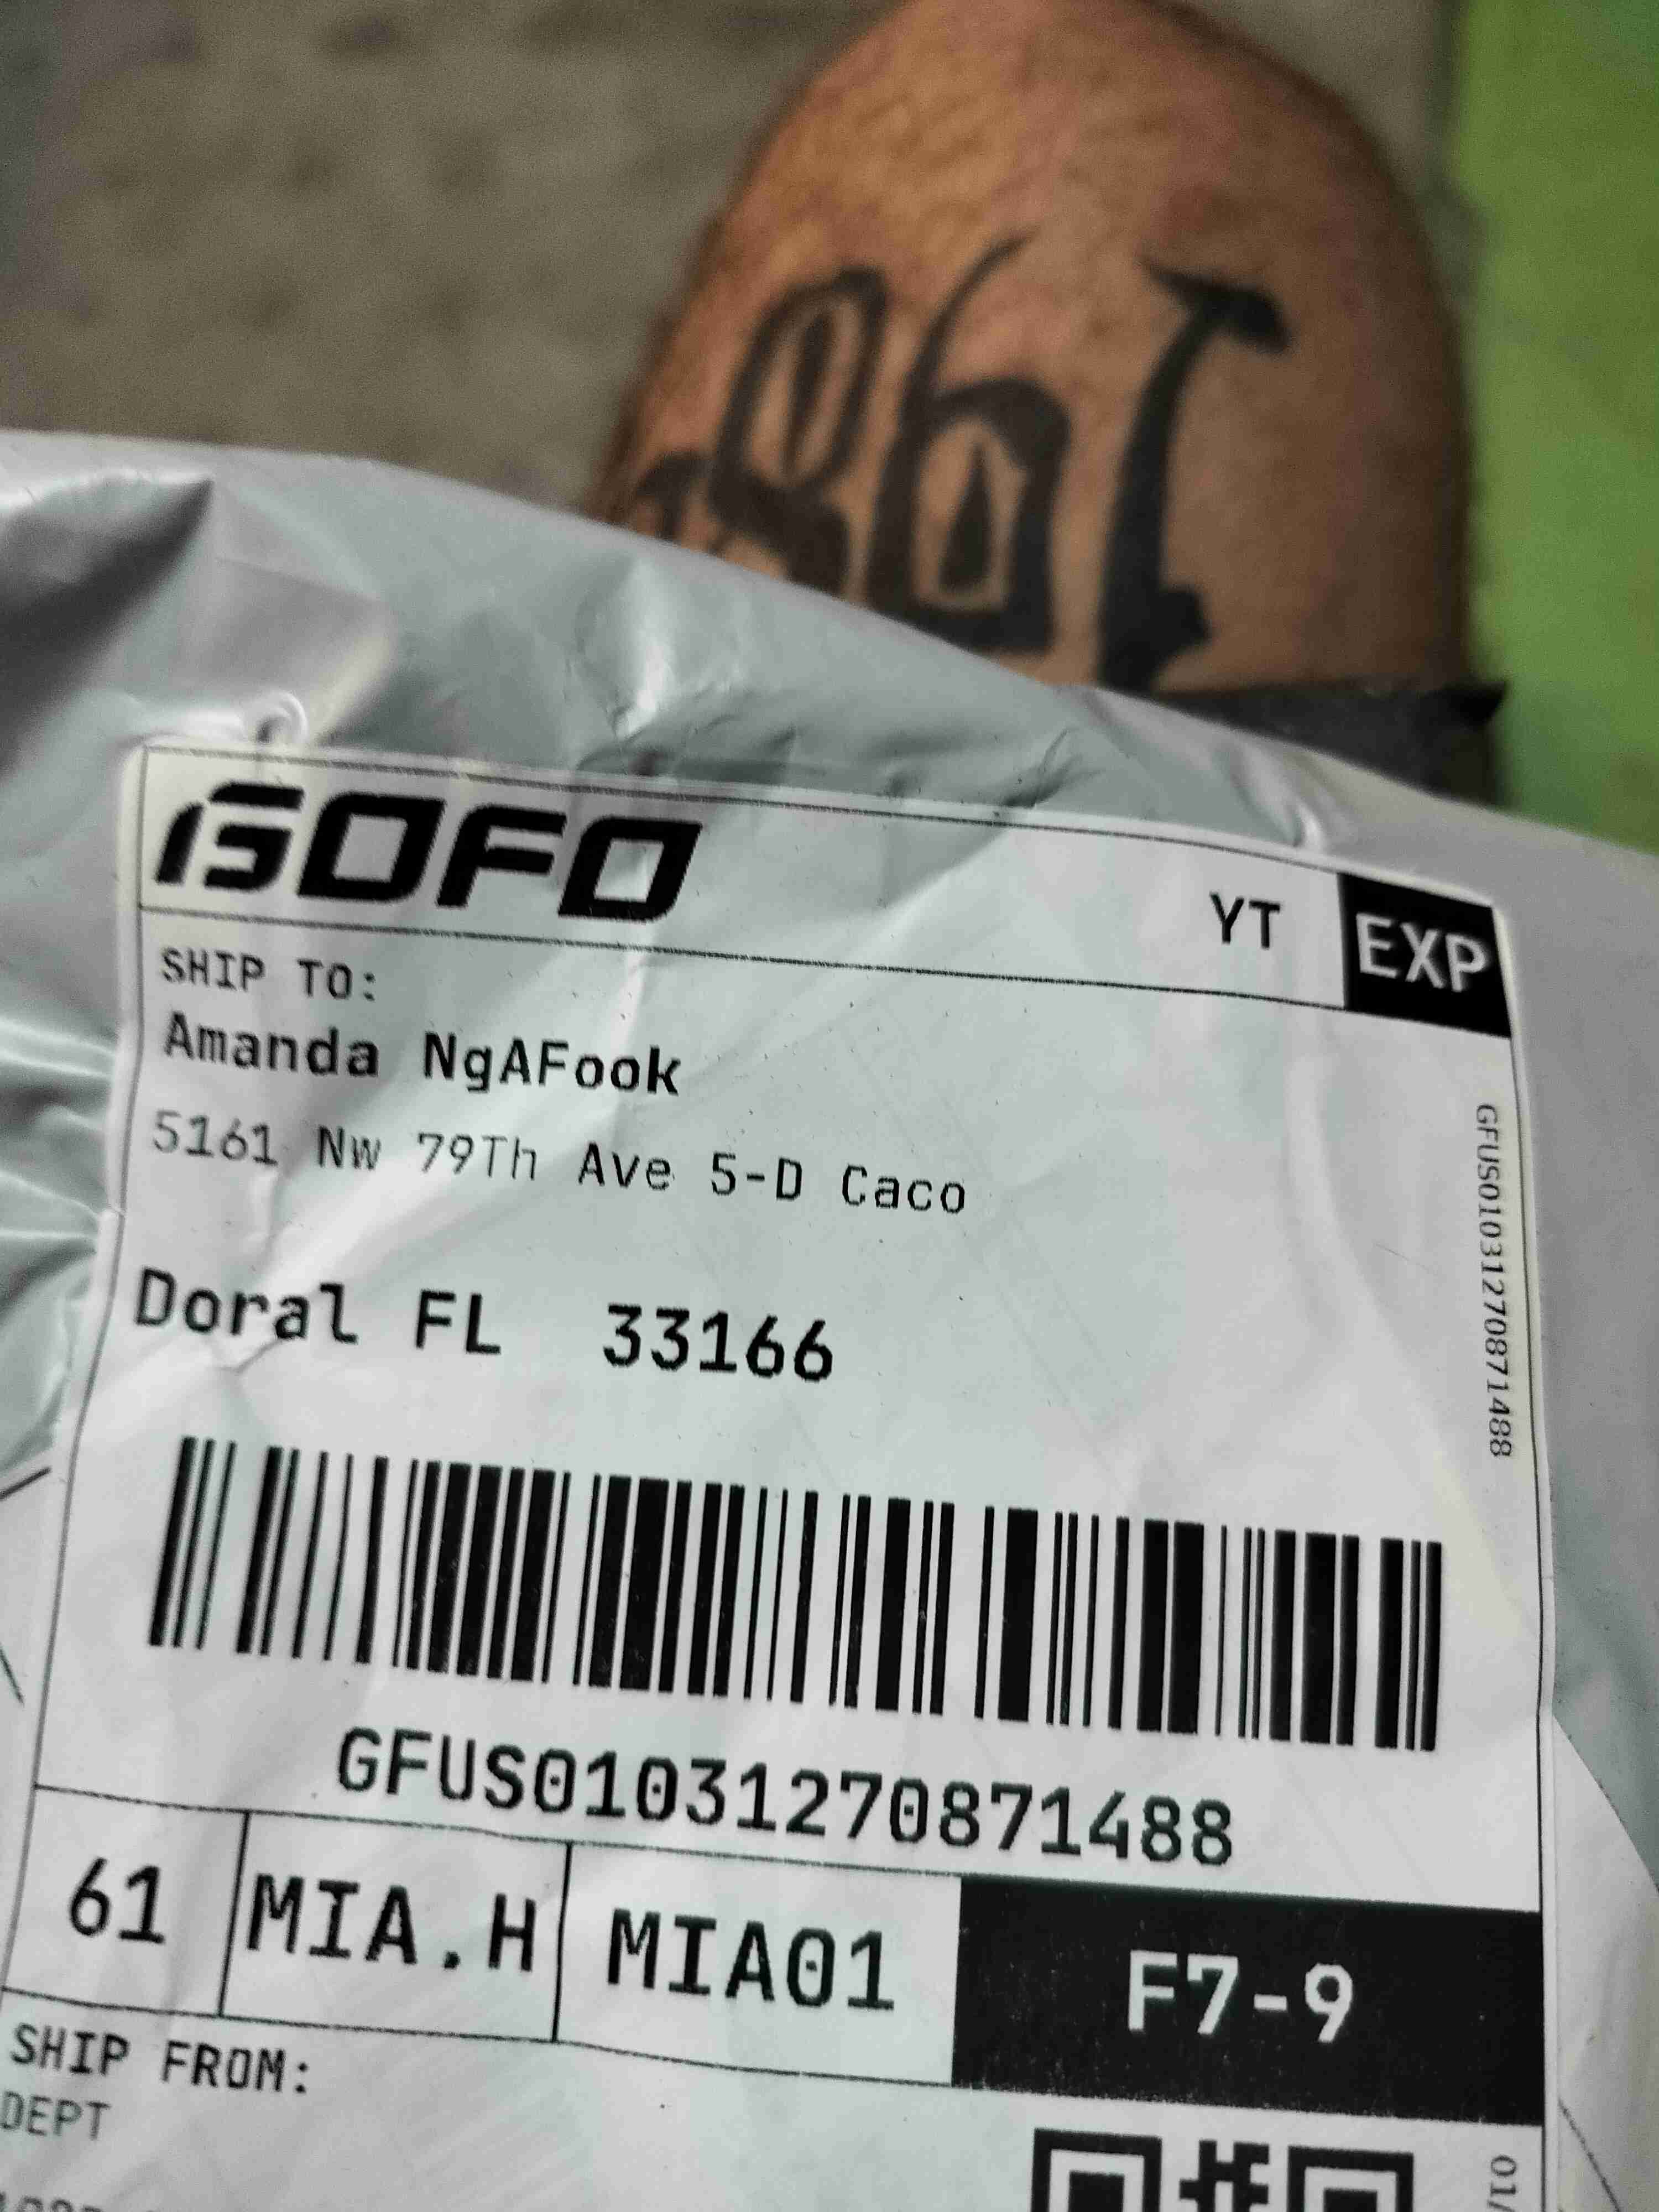 GOFO
YT
EXP
SHIP TO:
Amanda NgAFook
5161 Nw 79Th Ave 5-D Caco
Doral FL 33166
GFUS01031270871488
GFUS01031270871488
61
MIA.H
MIA01
F7-9
SHIP FROM:
DEPT
01/